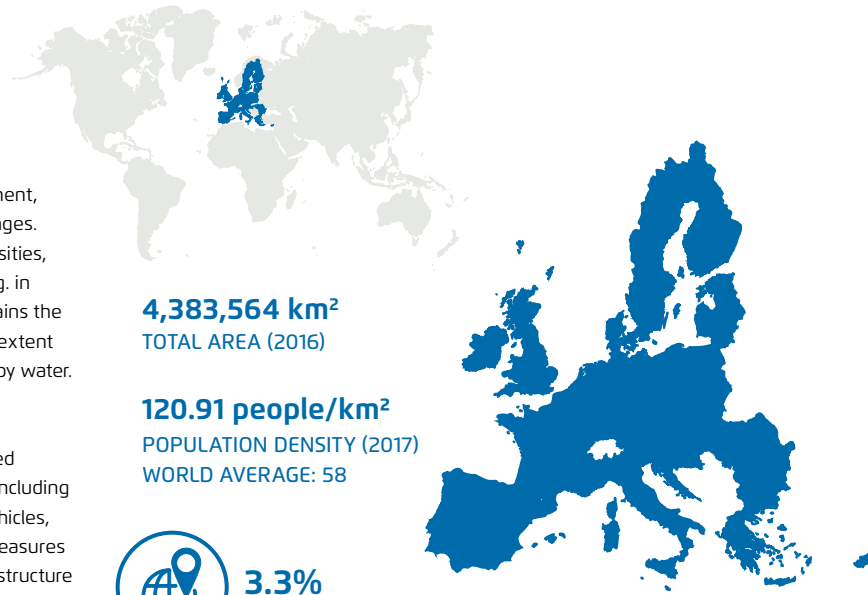 ment,
ges.
sities,
g. in
ains the
extent
by water.
ed
ncluding
hicles,
easures
structure
4,383,564 km²
TOTAL AREA (2016)
120.91 people/km²
POPULATION DENSITY (2017)
WORLD AVERAGE: 58
3.3%